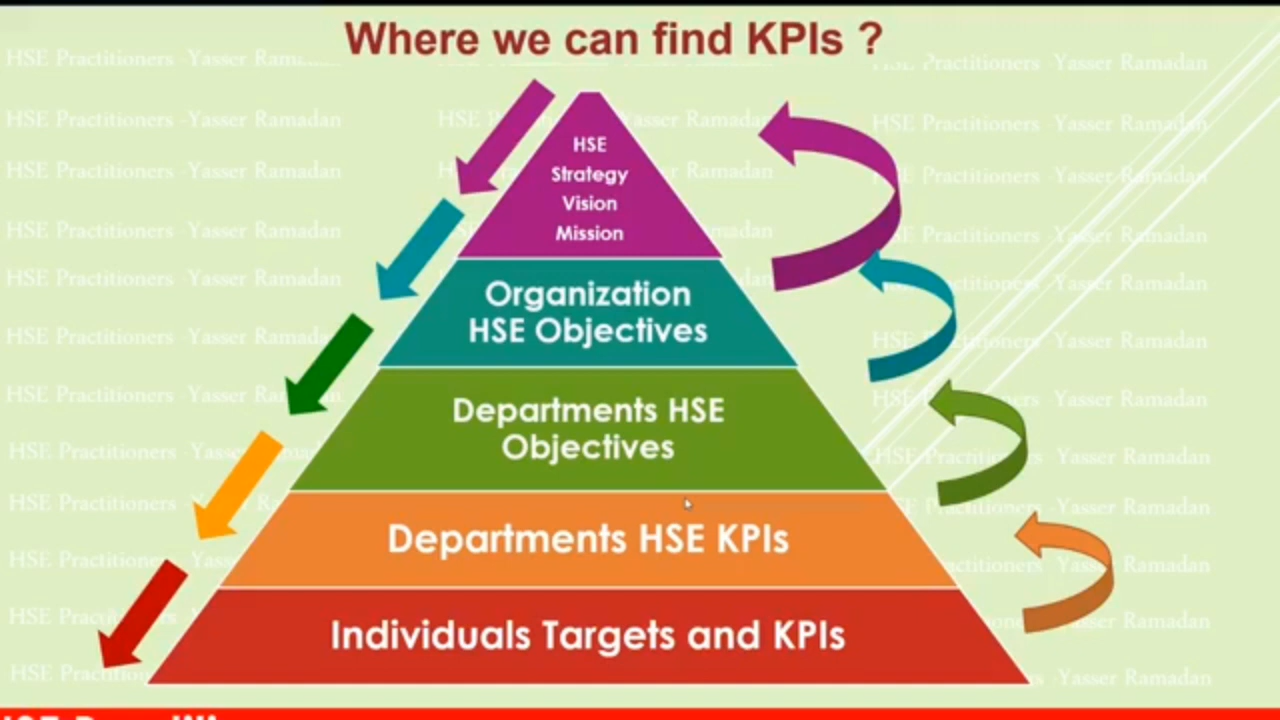 Where we can find KPIs ?
HSE
Strategy
Vision
Mission
Organization
HSE Objectives
Departments HSE
Objectives
Departments HSE KPIs
Individuals Targets and KPIs
HSE Practitioners -Yasser Ramadan